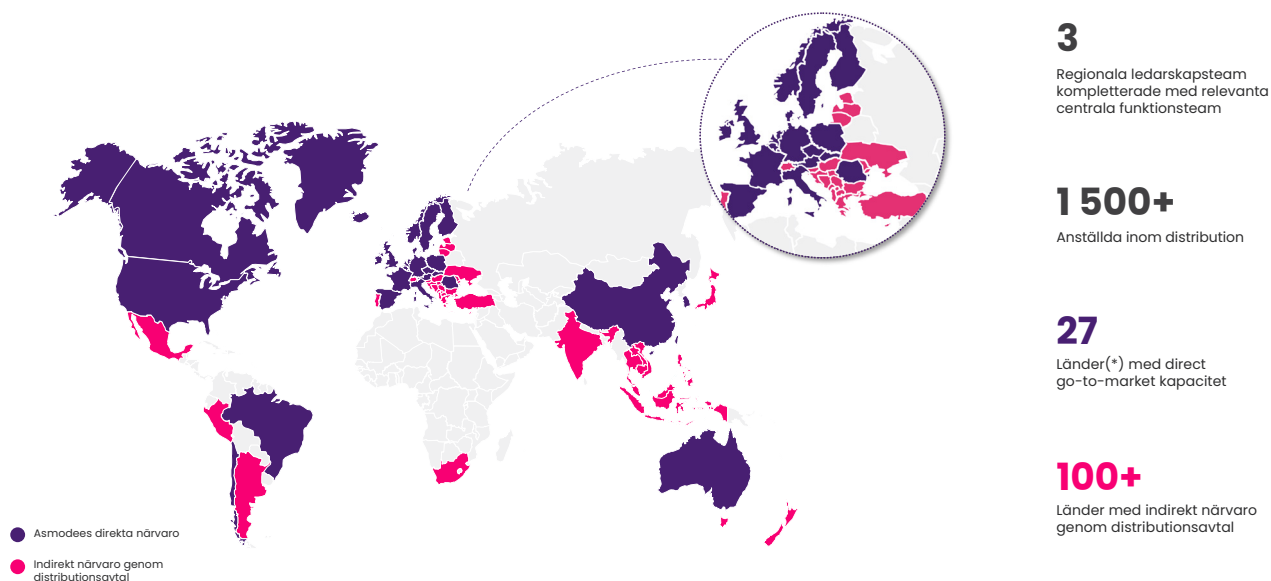 3
Regionala ledarskapsteam
kompletterade med relevanta
centrala funktionsteam
1 500+
Anställda inom distribution
27
Länder(*) med direct
go-to-market kapacitet
100+
Länder med indirekt närvaro
genom distributionsavtal
Asmodees direkta närvaro
Indirekt närvaro genom
distributionsavtal